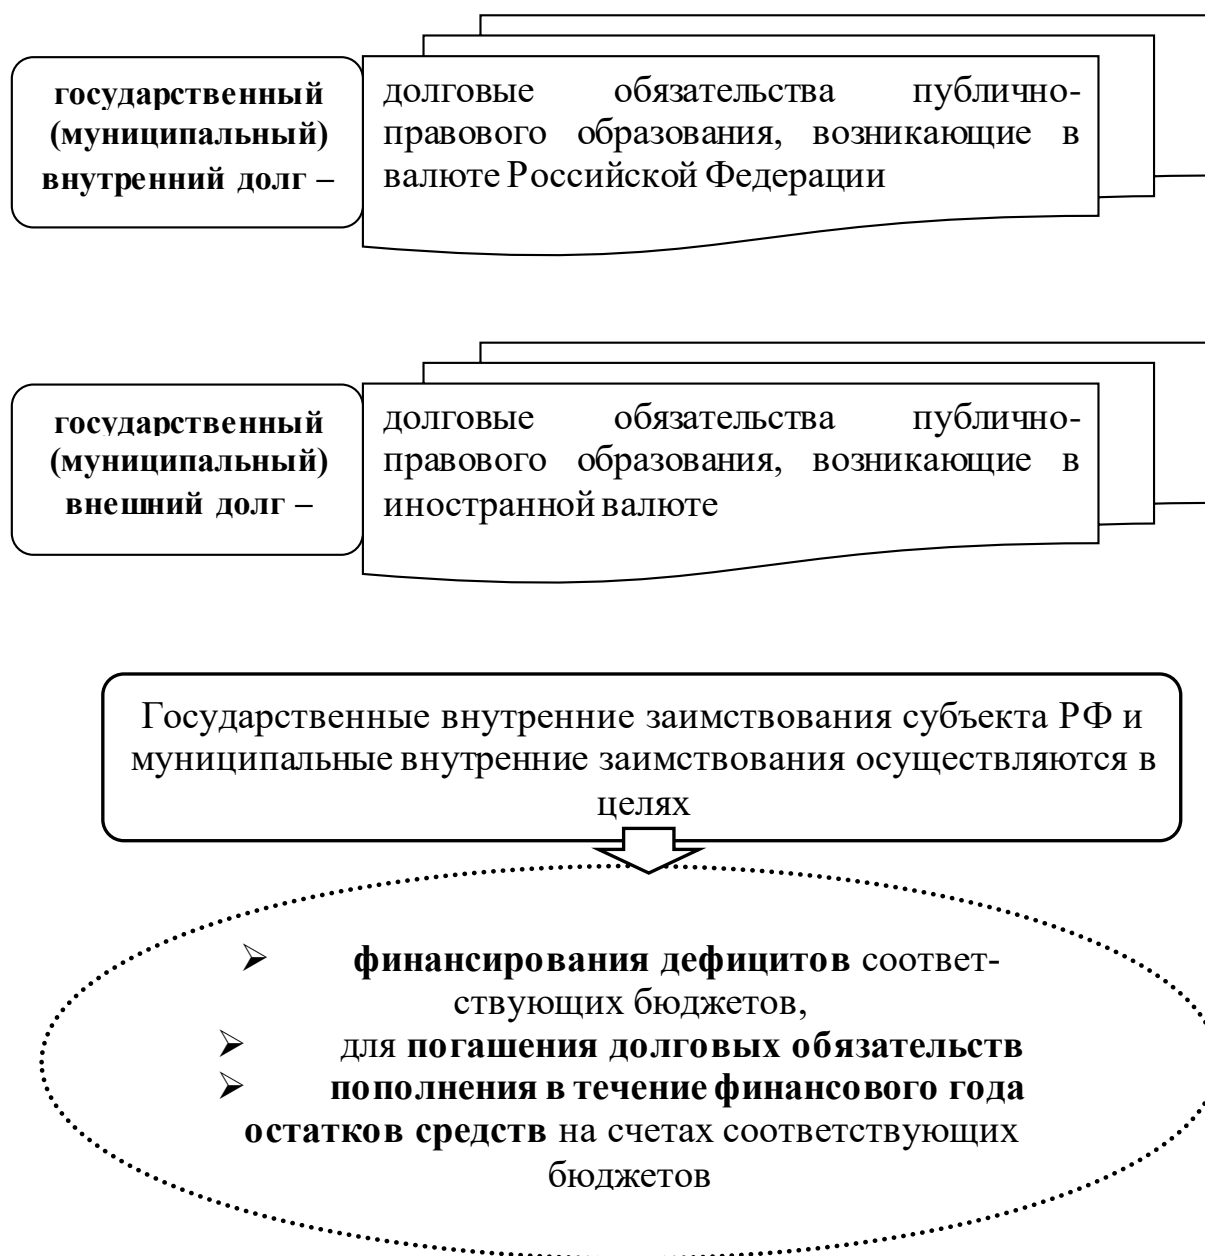 государственный
(муниципальный)
внутренний долг –
долговые обязательства публично-
правового образования, возникающие в
валюте Российской Федерации
государственный
(муниципальный)
внешний долг –
долговые обязательства публично-
правового образования, возникающие в
иностранной валюте
Государственные внутренние заимствования субъекта РФ и
муниципальные внутренние заимствования осуществляются в
целях
➢ финансирования дефицитов соответ-
ствующих бюджетов,
➢ для погашения долговых обязательств
➢ пополнения в течение финансового года
остатков средств на счетах соответствующих
бюджетов